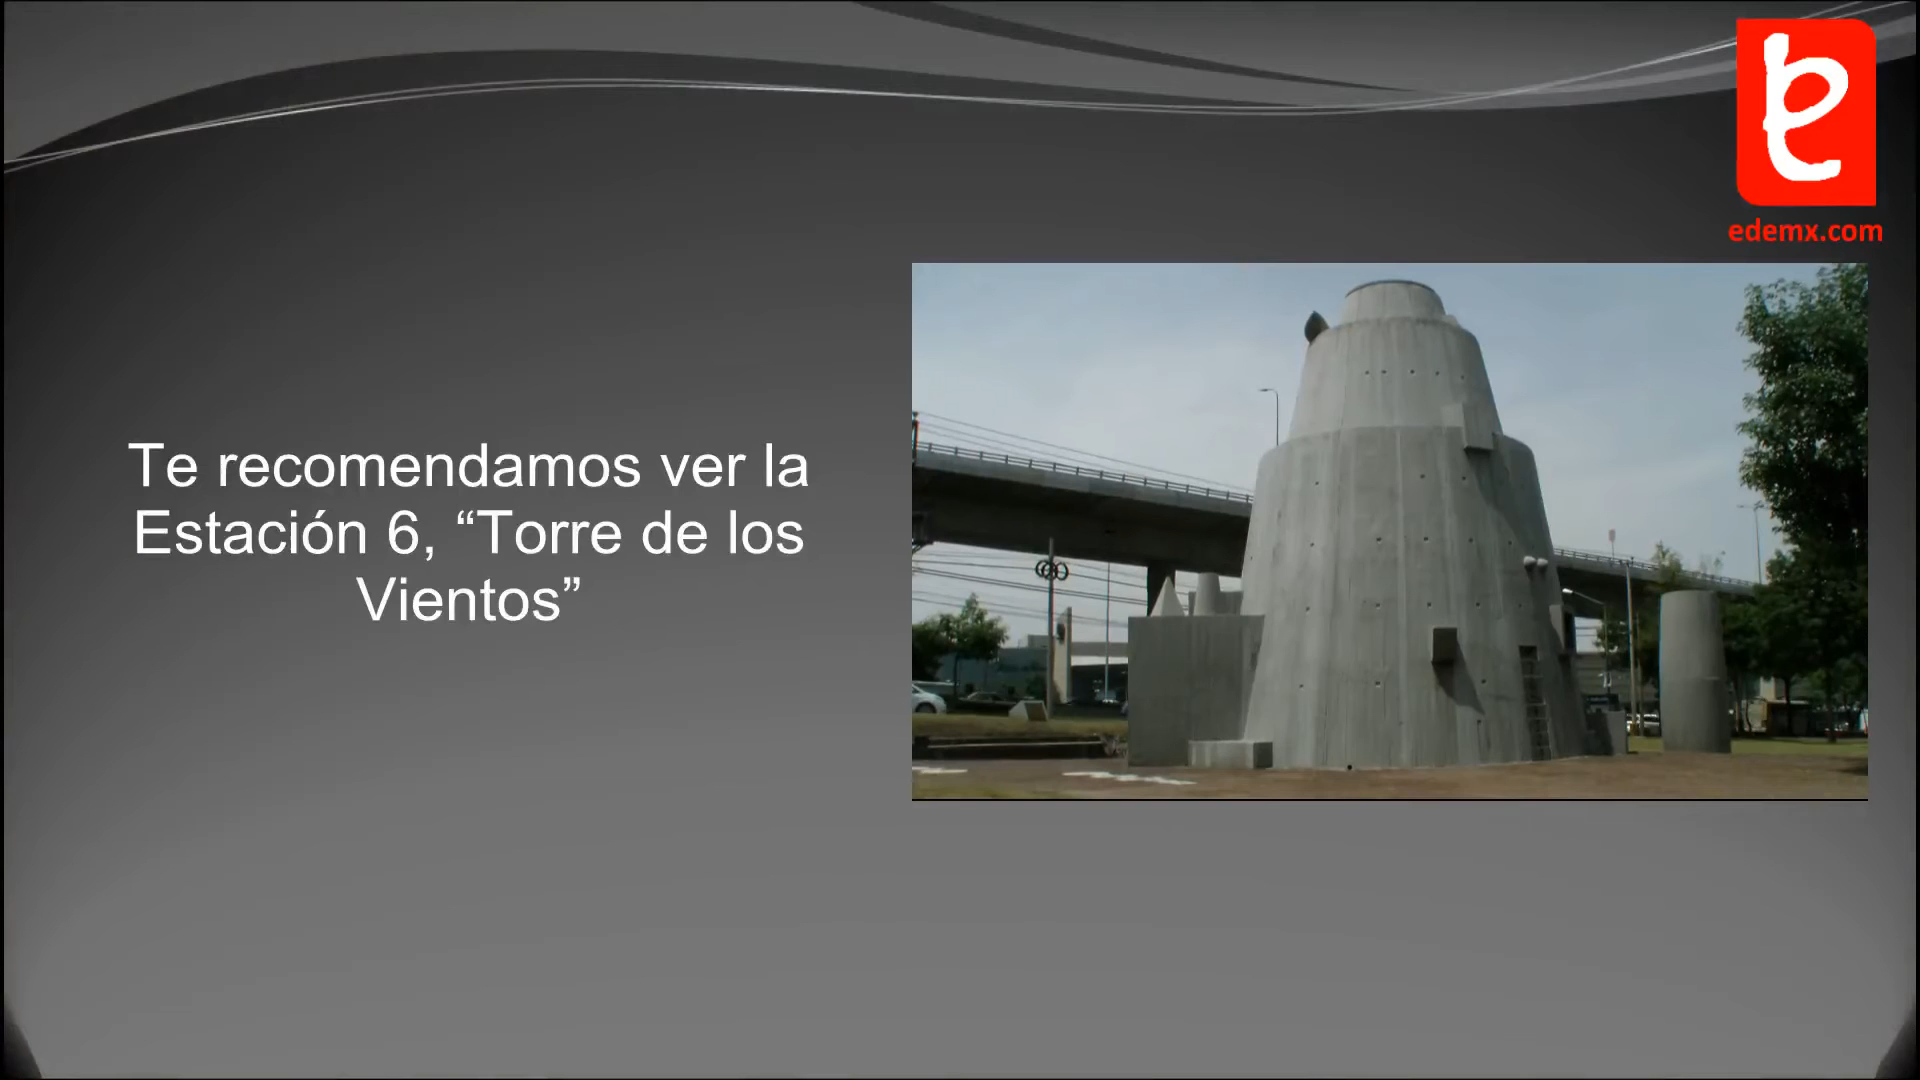 edemx.com
Te recomendamos ver la
Estación 6, “Torre de los
Vientos”